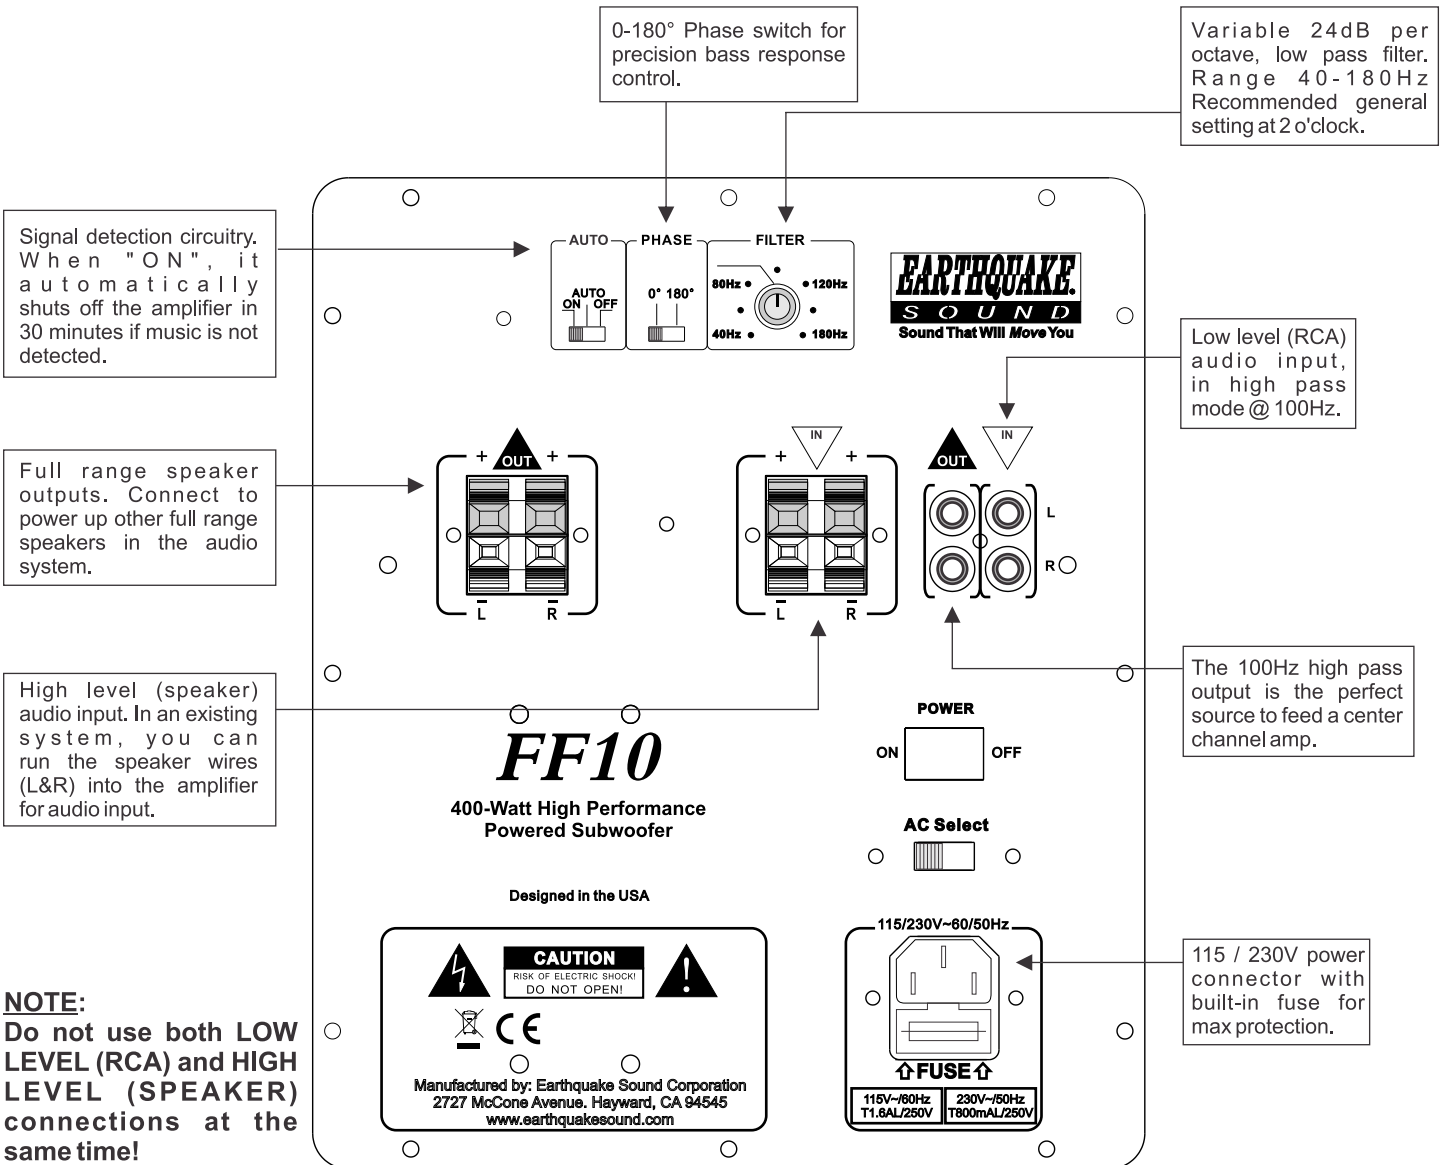 0-180° Phase switch for
precision bass response
control.
Variable 24dB per
octave, low pass filter.
Range 40-180Hz
Recommended general
setting at 2 o'clock.
Signal detection circuitry.
When "ON", it
automatically
shuts off the amplifier in
30 minutes if music is not
detected.
AUTO
PHASE
FILTER
AUTO
ON OFF
0° 180°
80Hz
120Hz
40Hz
180Hz
EARTHQUAKE.
SOUND
Sound That Will Move You
Low level (RCA)
audio input,
in high pass
mode @ 100Hz.
Full range speaker
outputs. Connect to
power up other full range
speakers in the audio
system.
+ OUT +
- -
L R
+ IN +
- -
L R
OUT
IN
L
R
High level (speaker)
audio input. In an existing
system, you can
run the speaker wires
(L&R) into the amplifier
for audio input.
The 100Hz high pass
output is the perfect
source to feed a center
channel amp.
FF10
400-Watt High Performance
Powered Subwoofer
POWER
ON
OFF
AC Select
Designed in the USA
CAUTION
RISK OF ELECTRIC SHOCK!
DO NOT OPEN!
CE
Manufactured by: Earthquake Sound Corporation
2727 McCone Avenue. Hayward, CA 94545
www.earthquakesound.com
115/230V~60/50Hz
FUSE
115V~/60Hz
T1.6AL/250V
230V~/50Hz
T800mAL/250V
115 / 230V power
connector with
built-in fuse for
max protection.
NOTE:
Do not use both LOW
LEVEL (RCA) and HIGH
LEVEL (SPEAKER)
connections at the
same time!